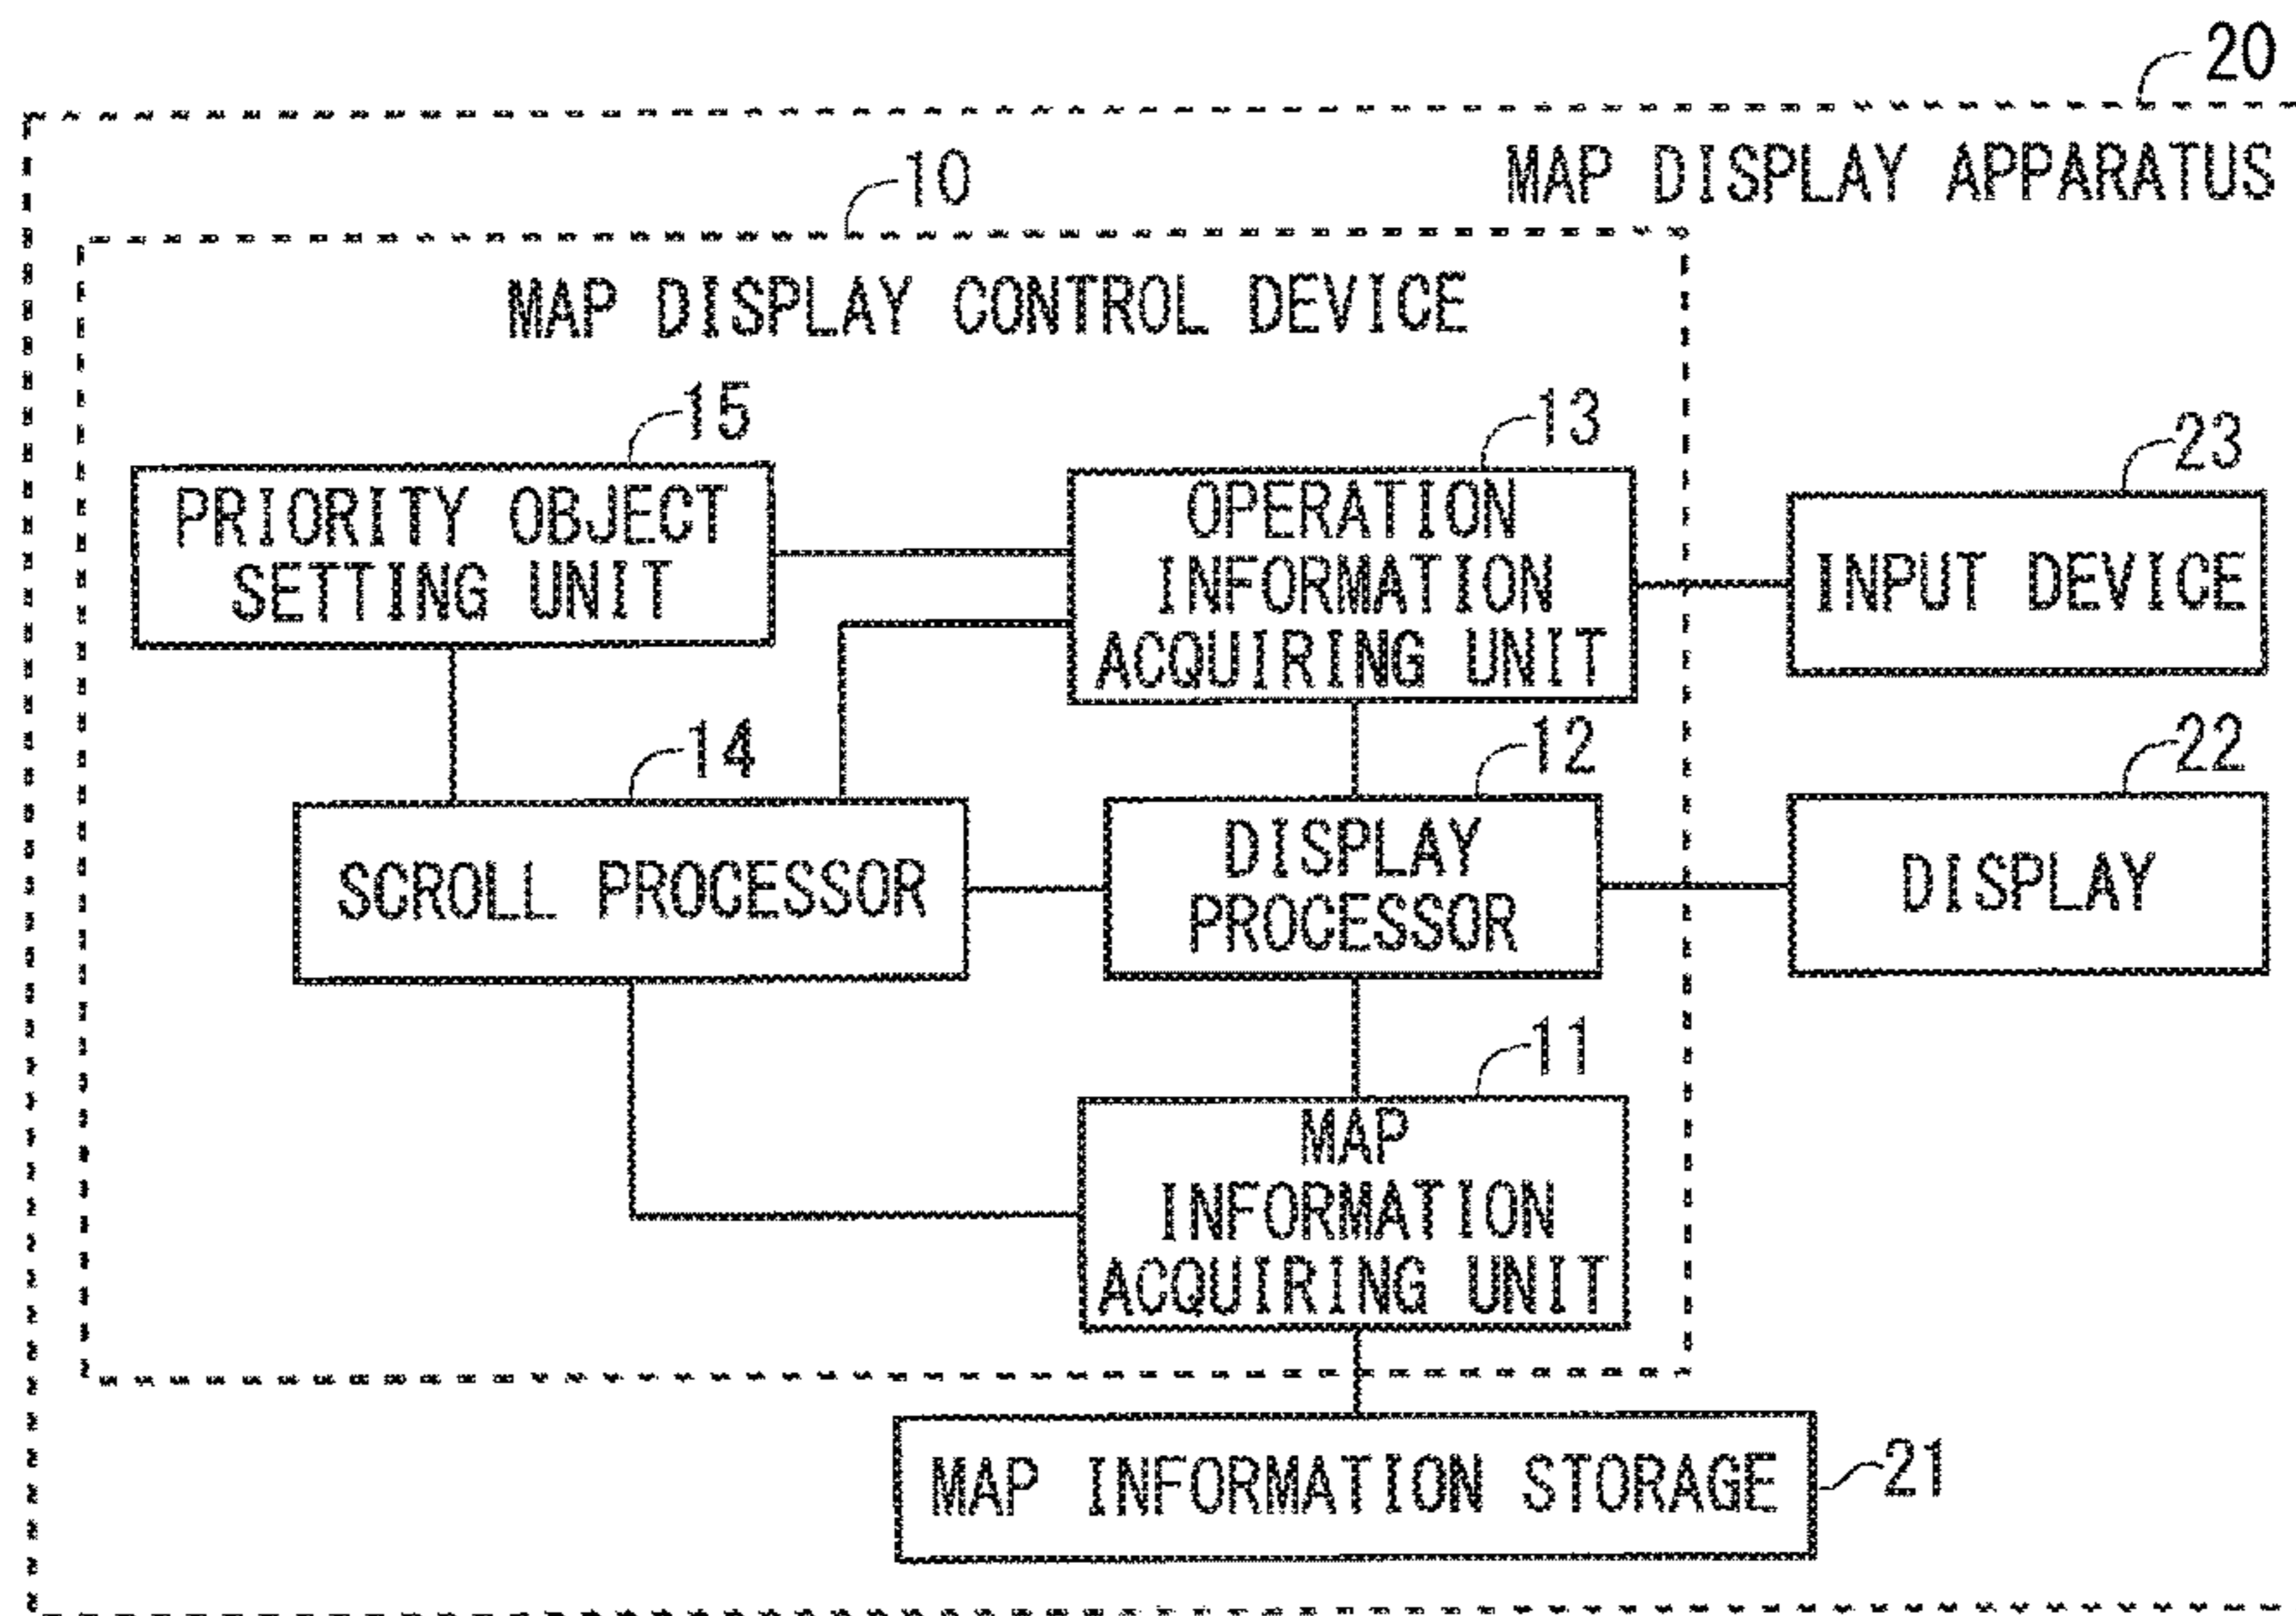 20
MAP DISPLAY APPARATUS
10
MAP DISPLAY CONTROL DEVICE
15
PRIORITY OBJECT
SETTING UNIT
13
OPERATION
INFORMATION
ACQUIRING UNIT
23
INPUT DEVICE
14
SCROLL PROCESSOR
12
DISPLAY
PROCESSOR
22
DISPLAY
11
MAP
INFORMATION
ACQUIRING UNIT
MAP INFORMATION STORAGE
21